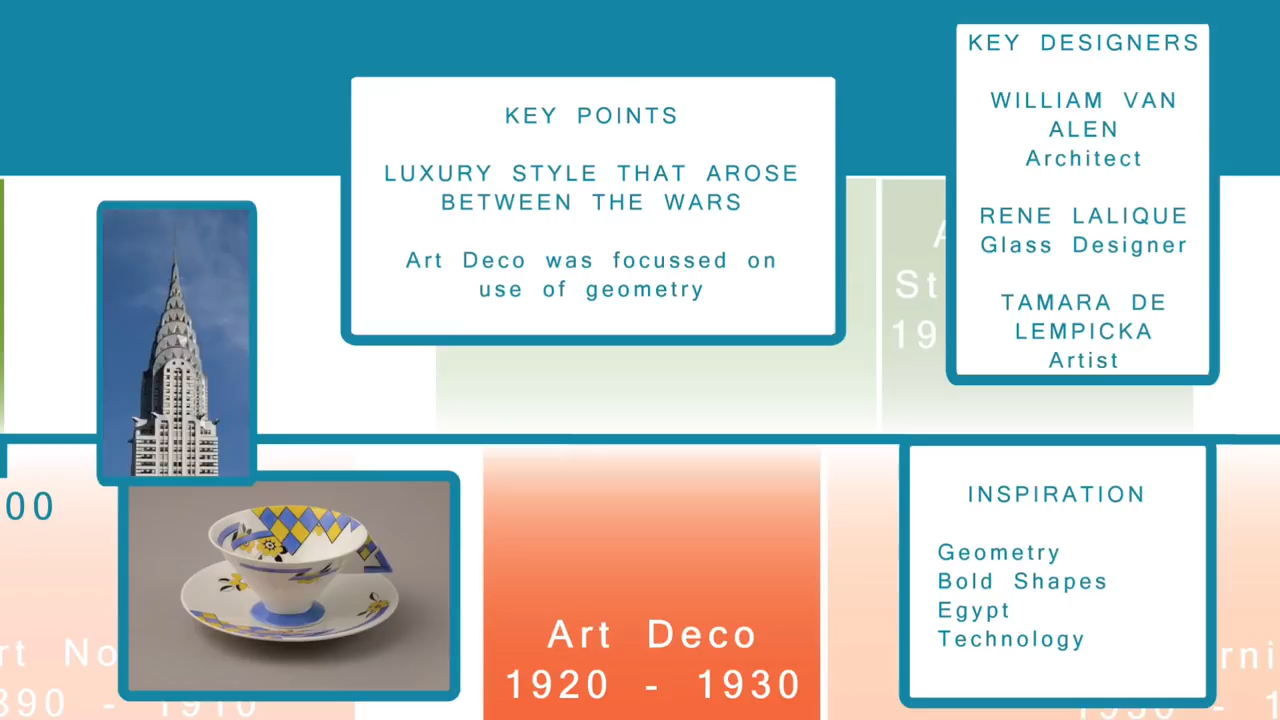 KEY POINTS
LUXURY STYLE THAT AROSE
BETWEEN THE WARS
Art Deco was focussed on
use of geometry
KEY DESIGNERS
WILLIAM VAN
ALEN
Architect
RENE LALIQUE
Glass Designer
TAMARA DE
LEMPICKA
Artist
INSPIRATION
Geometry
Bold Shapes
Egypt
Technology
Art Deco
1920 - 1930